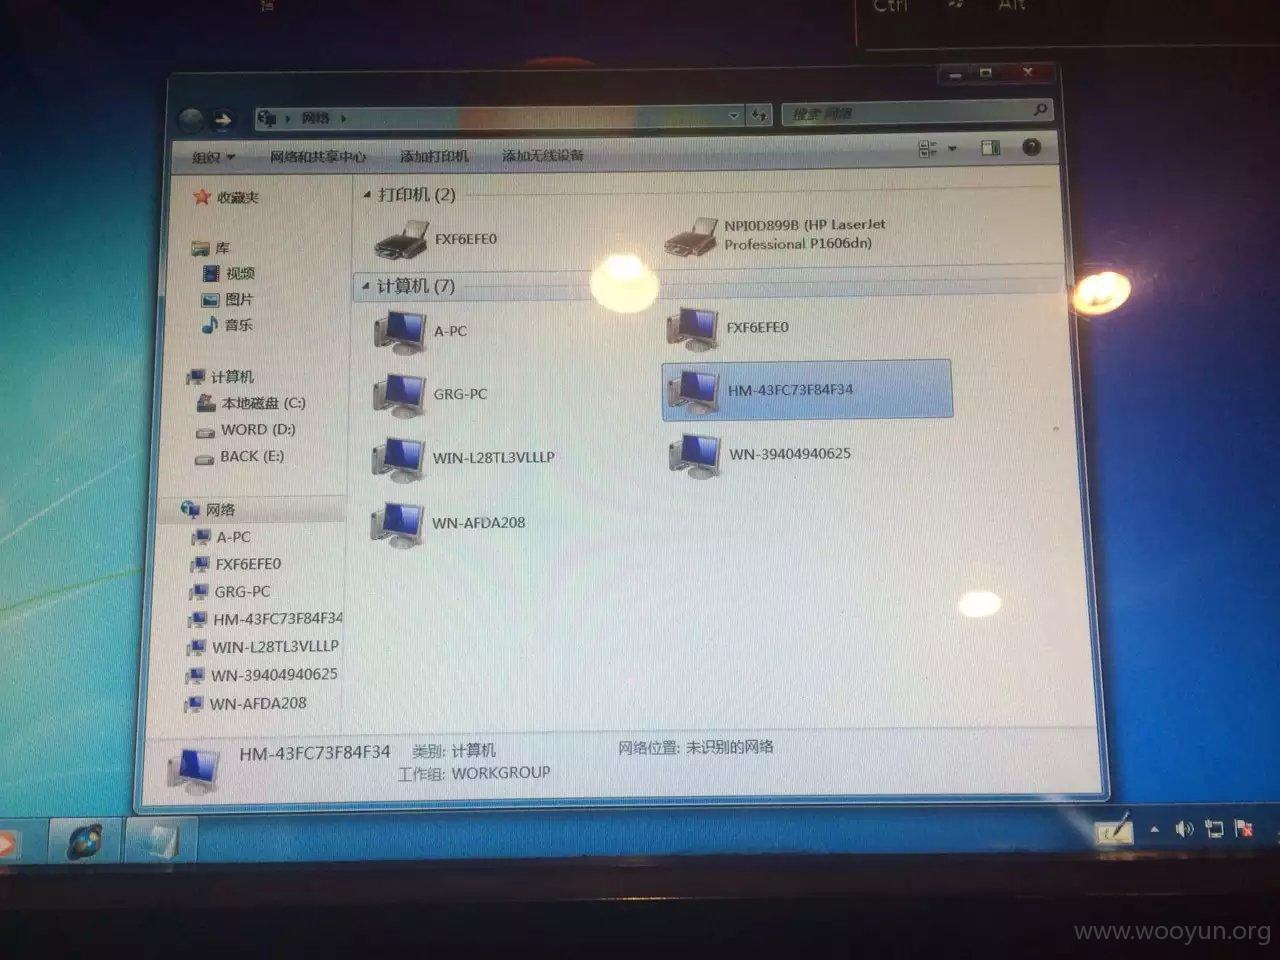 Ctrl
Alt
网络
搜索 网络
组织
网络和共享中心
添加打印机
添加无线设备
收藏夹
库
视频
图片
音乐
计算机
本地磁盘 (C:)
WORD (D:)
BACK (E:)
网络
A-PC
FXF6EFE0
GRG-PC
HM-43FC73F84F34
WIN-L28TL3VLLLP
WN-39404940625
WN-AFDA208
打印机 (2)
FXF6EFE0
NPI0D899B (HP LaserJet
Professional P1606dn)
计算机 (7)
A-PC
FXF6EFE0
GRG-PC
HM-43FC73F84F34
WIN-L28TL3VLLLP
WN-39404940625
WN-AFDA208
HM-43FC73F84F34
类别: 计算机
网络位置: 未识别的网络
工作组: WORKGROUP
www.wooyun.org